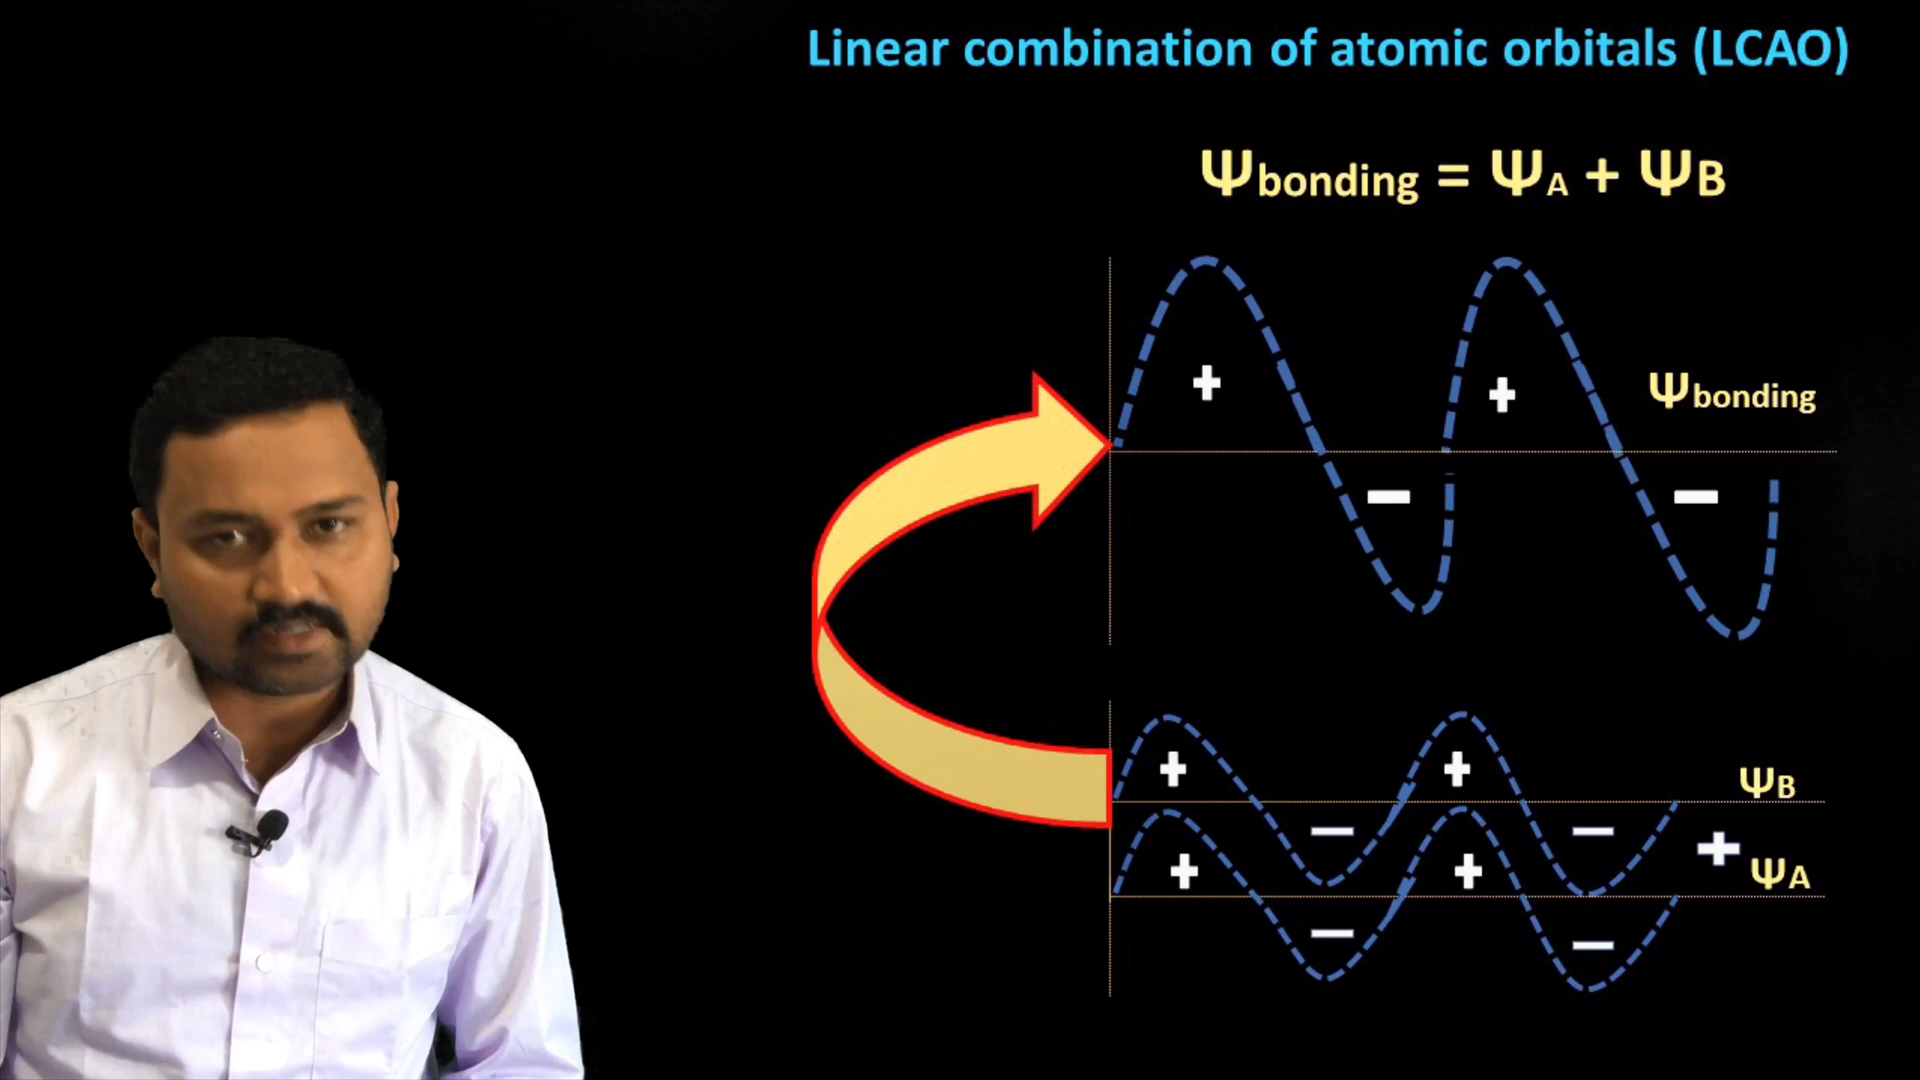 Linear combination of atomic orbitals (LCAO)
Ψbonding = ΨA + ΨB
+ +
Ψbonding
− −
+ +
ΨB
− −
+
+ +
ΨA
− −